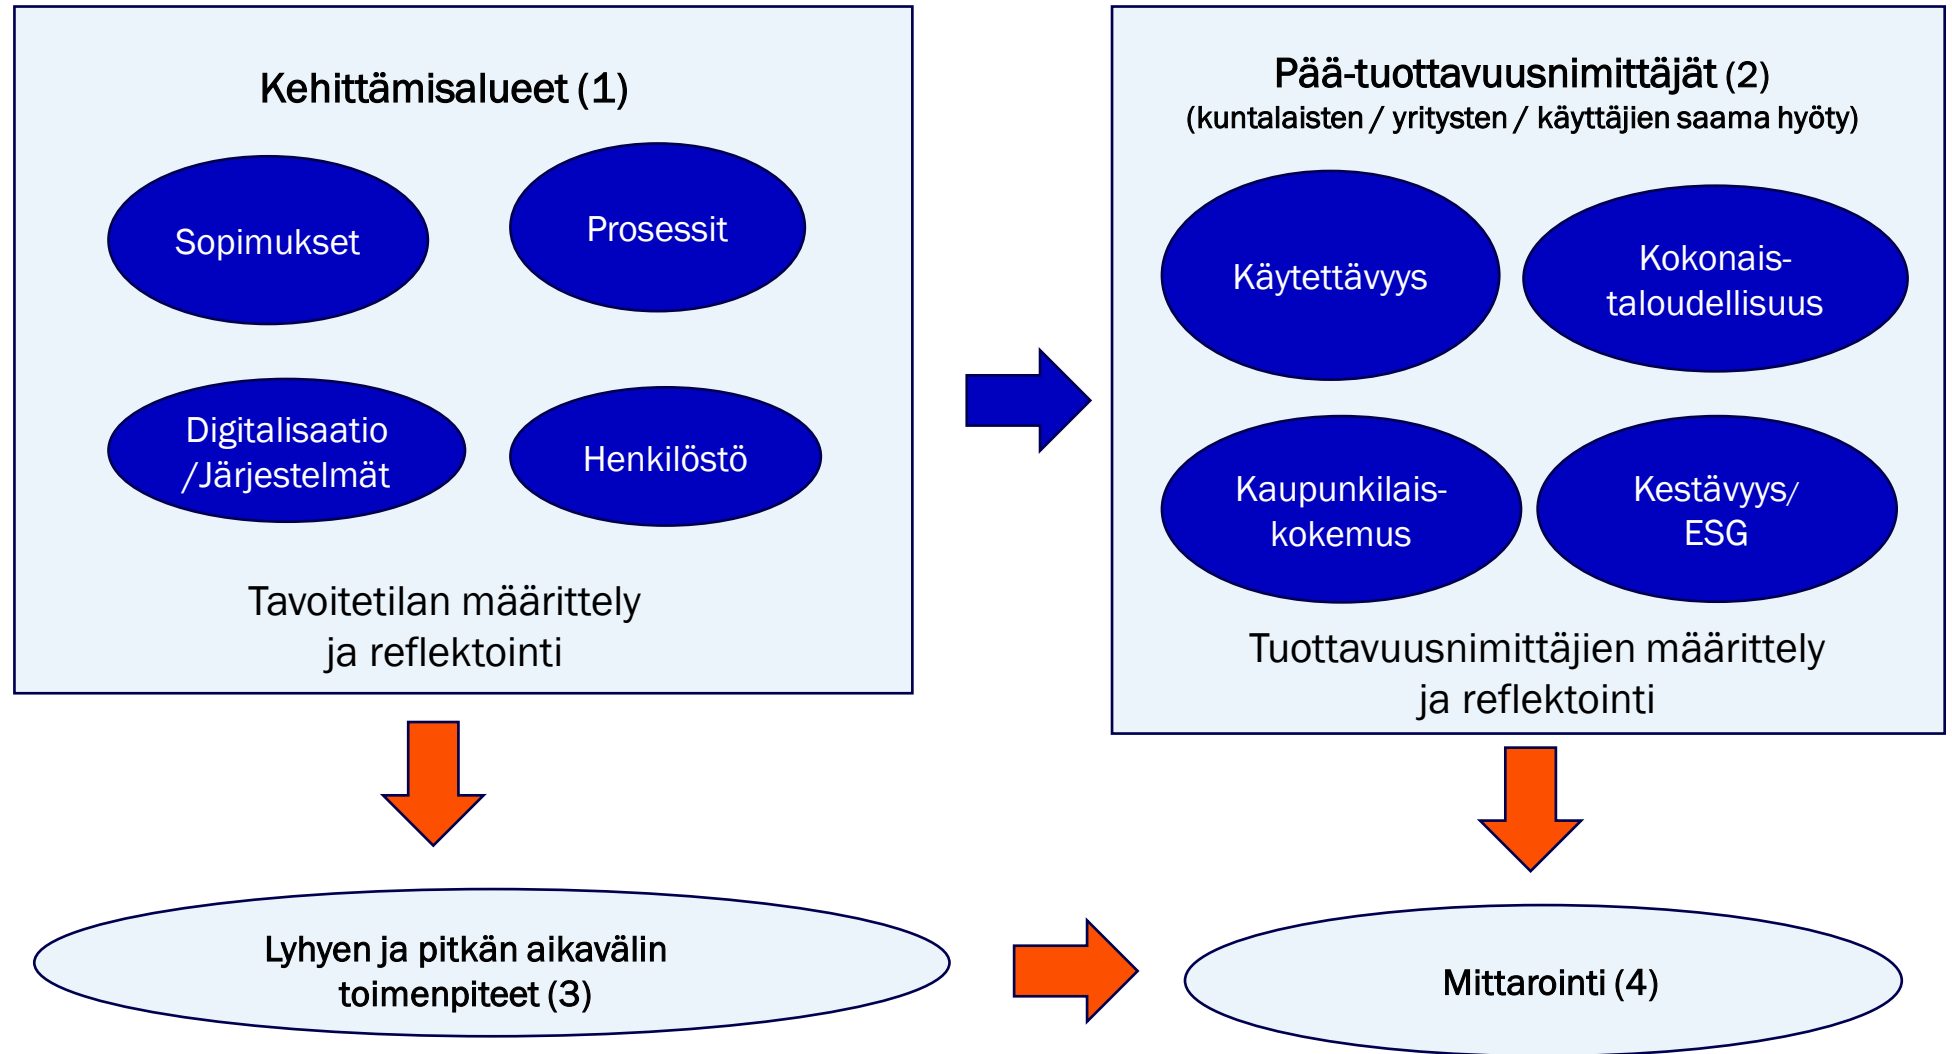 Kehittämisalueet (1)
Sopimukset
Prosessit
Digitalisaatio
/Järjestelmät
Henkilöstö
Tavoitetilan määrittely
ja reflektointi
Pää-tuottavuusnimittäjät (2)
(kuntalaisten / yritysten / käyttäjien saama hyöty)
Käytettävyys
Kokonais-
taloudellisuus
Kaupunkilais-
kokemus
Kestävyys/
ESG
Tuottavuusnimittäjien määrittely
ja reflektointi
Lyhyen ja pitkän aikavälin
toimenpiteet (3)
Mittarointi (4)